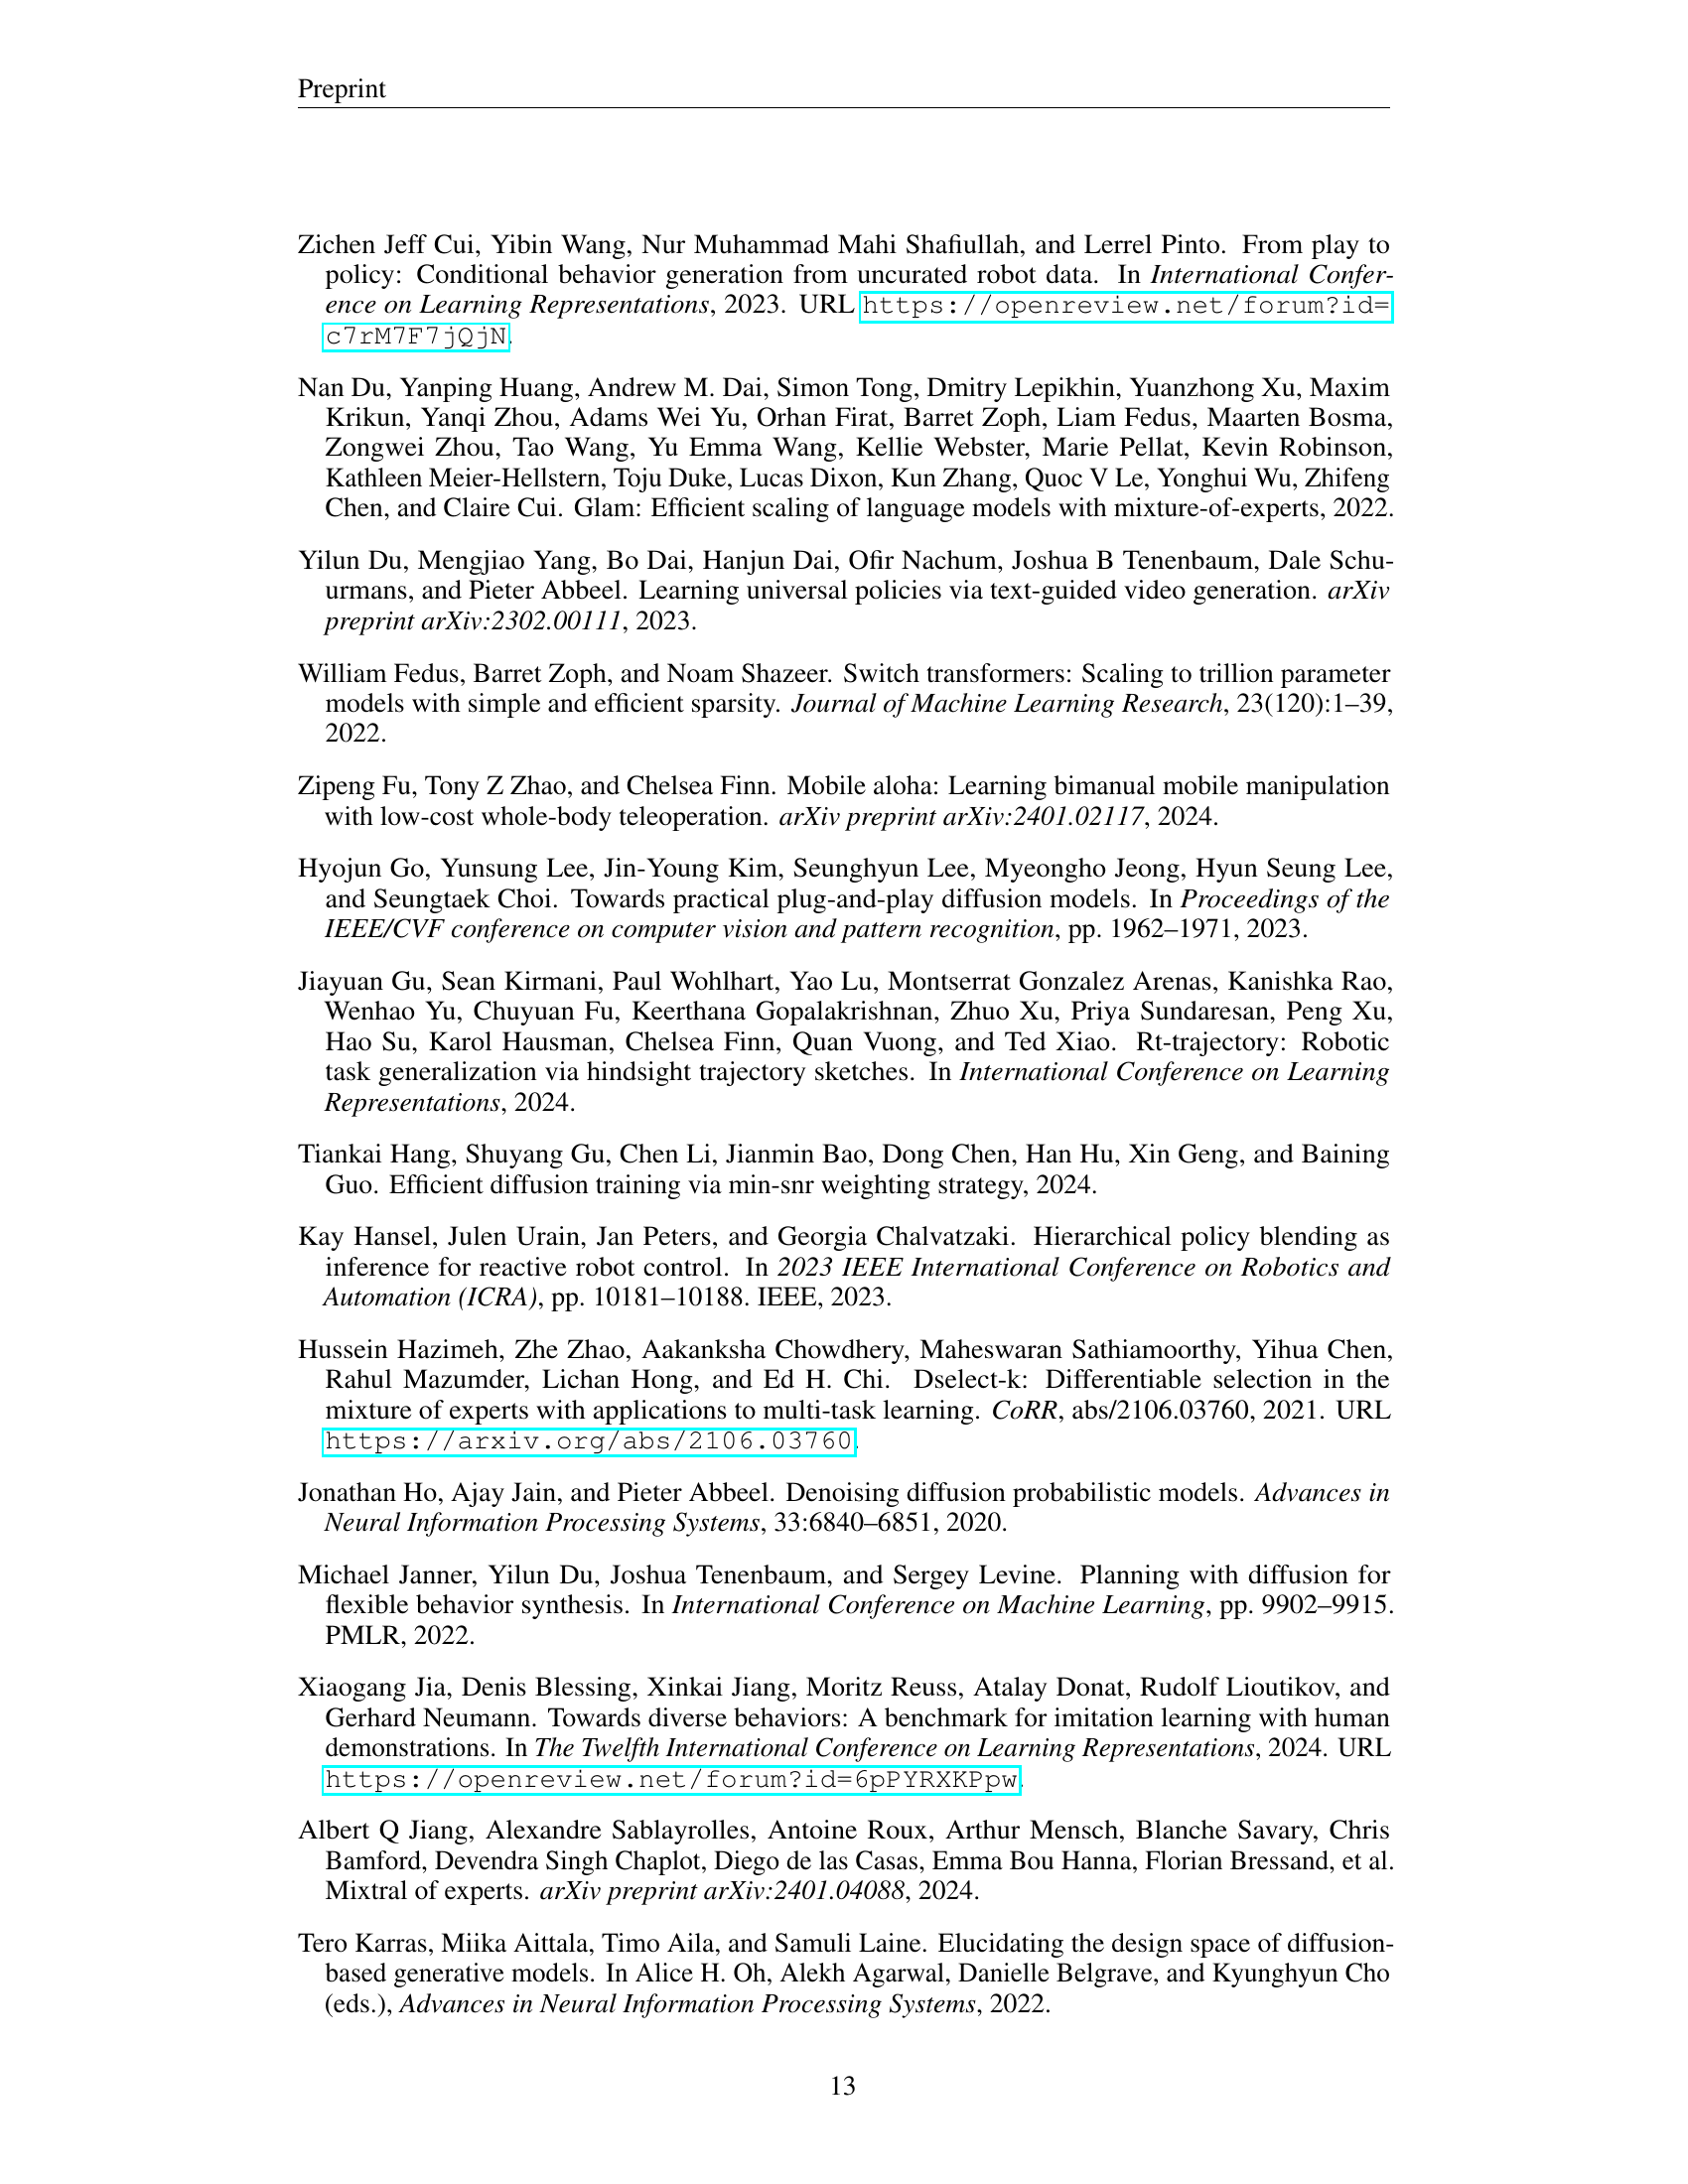 Preprint
Zichen Jeff Cui, Yibin Wang, Nur Muhammad Mahi Shafiullah, and Lerrel Pinto. From play to
policy: Conditional behavior generation from uncurated robot data. In International Confer-
ence on Learning Representations, 2023. URL https://openreview.net/forum?id=
c7rM7F7jQjN.
Nan Du, Yanping Huang, Andrew M. Dai, Simon Tong, Dmitry Lepikhin, Yuanzhong Xu, Maxim
Krikun, Yanqi Zhou, Adams Wei Yu, Orhan Firat, Barret Zoph, Liam Fedus, Maarten Bosma,
Zongwei Zhou, Tao Wang, Yu Emma Wang, Kellie Webster, Marie Pellat, Kevin Robinson,
Kathleen Meier-Hellstern, Toju Duke, Lucas Dixon, Kun Zhang, Quoc V Le, Yonghui Wu, Zhifeng
Chen, and Claire Cui. Glam: Efficient scaling of language models with mixture-of-experts, 2022.
Yilun Du, Mengjiao Yang, Bo Dai, Hanjun Dai, Ofir Nachum, Joshua B Tenenbaum, Dale Schu-
urmans, and Pieter Abbeel. Learning universal policies via text-guided video generation. arXiv
preprint arXiv:2302.00111, 2023.
William Fedus, Barret Zoph, and Noam Shazeer. Switch transformers: Scaling to trillion parameter
models with simple and efficient sparsity. Journal of Machine Learning Research, 23(120):1–39,
2022.
Zipeng Fu, Tony Z Zhao, and Chelsea Finn. Mobile aloha: Learning bimanual mobile manipulation
with low-cost whole-body teleoperation. arXiv preprint arXiv:2401.02117, 2024.
Hyojun Go, Yunsung Lee, Jin-Young Kim, Seunghyun Lee, Myeongho Jeong, Hyun Seung Lee,
and Seungtaek Choi. Towards practical plug-and-play diffusion models. In Proceedings of the
IEEE/CVF conference on computer vision and pattern recognition, pp. 1962–1971, 2023.
Jiayuan Gu, Sean Kirmani, Paul Wohlhart, Yao Lu, Montserrat Gonzalez Arenas, Kanishka Rao,
Wenhao Yu, Chuyuan Fu, Keerthana Gopalakrishnan, Zhuo Xu, Priya Sundaresan, Peng Xu,
Hao Su, Karol Hausman, Chelsea Finn, Quan Vuong, and Ted Xiao. Rt-trajectory: Robotic
task generalization via hindsight trajectory sketches. In International Conference on Learning
Representations, 2024.
Tiankai Hang, Shuyang Gu, Chen Li, Jianmin Bao, Dong Chen, Han Hu, Xin Geng, and Baining
Guo. Efficient diffusion training via min-snr weighting strategy, 2024.
Kay Hansel, Julen Urain, Jan Peters, and Georgia Chalvatzaki. Hierarchical policy blending as
inference for reactive robot control. In 2023 IEEE International Conference on Robotics and
Automation (ICRA), pp. 10181–10188. IEEE, 2023.
Hussein Hazimeh, Zhe Zhao, Aakanksha Chowdhery, Maheswaran Sathiamoorthy, Yihua Chen,
Rahul Mazumder, Lichan Hong, and Ed H. Chi. Dselect-k: Differentiable selection in the
mixture of experts with applications to multi-task learning. CoRR, abs/2106.03760, 2021. URL
https://arxiv.org/abs/2106.03760.
Jonathan Ho, Ajay Jain, and Pieter Abbeel. Denoising diffusion probabilistic models. Advances in
Neural Information Processing Systems, 33:6840–6851, 2020.
Michael Janner, Yilun Du, Joshua Tenenbaum, and Sergey Levine. Planning with diffusion for
flexible behavior synthesis. In International Conference on Machine Learning, pp. 9902–9915.
PMLR, 2022.
Xiaogang Jia, Denis Blessing, Xinkai Jiang, Moritz Reuss, Atalay Donat, Rudolf Lioutikov, and
Gerhard Neumann. Towards diverse behaviors: A benchmark for imitation learning with human
demonstrations. In The Twelfth International Conference on Learning Representations, 2024. URL
https://openreview.net/forum?id=6pPYRXKPpw.
Albert Q Jiang, Alexandre Sablayrolles, Antoine Roux, Arthur Mensch, Blanche Savary, Chris
Bamford, Devendra Singh Chaplot, Diego de las Casas, Emma Bou Hanna, Florian Bressand, et al.
Mixtral of experts. arXiv preprint arXiv:2401.04088, 2024.
Tero Karras, Miika Aittala, Timo Aila, and Samuli Laine. Elucidating the design space of diffusion-
based generative models. In Alice H. Oh, Alekh Agarwal, Danielle Belgrave, and Kyunghyun Cho
(eds.), Advances in Neural Information Processing Systems, 2022.
13